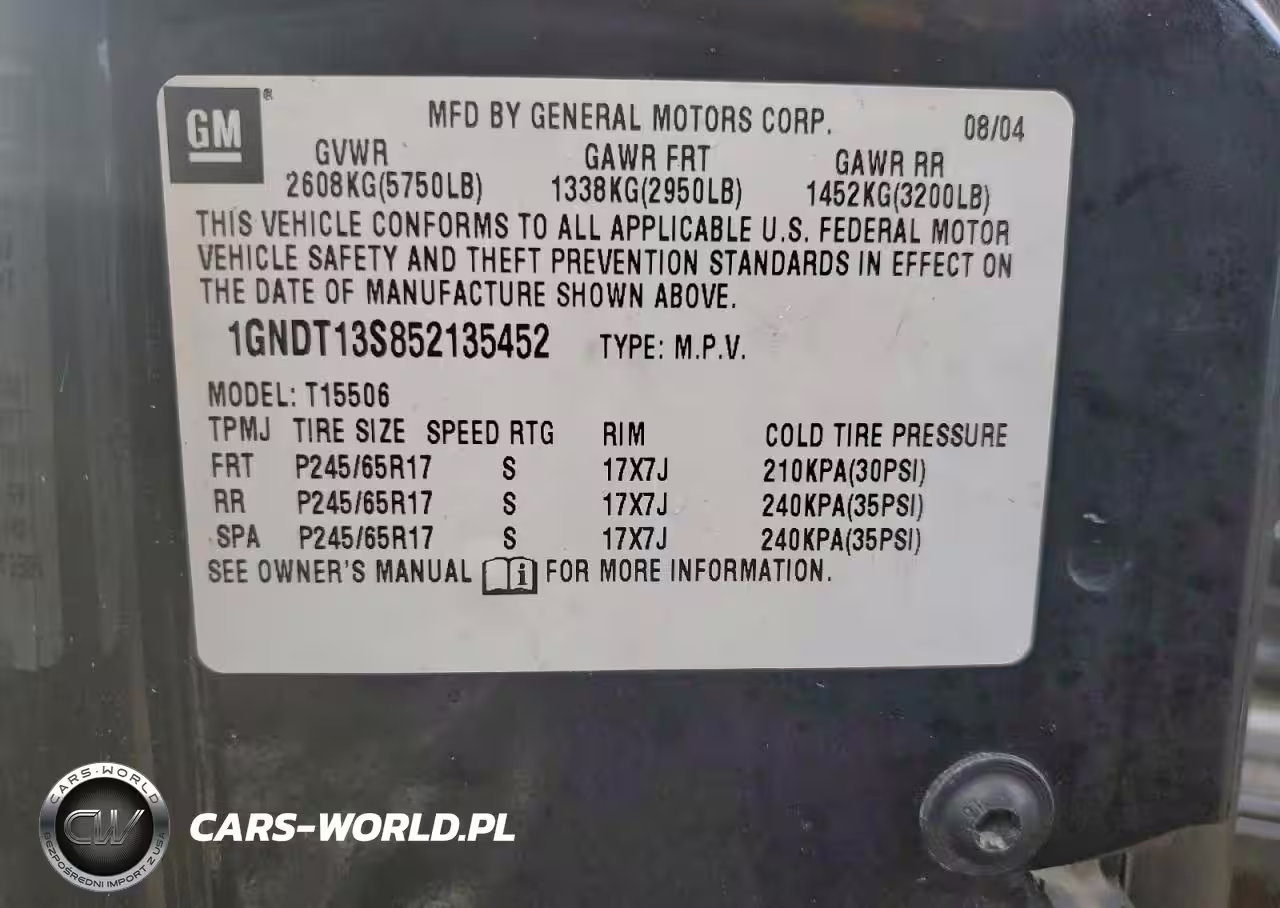 GM®
MFD BY GENERAL MOTORS CORP. 08/04
GVWR GAWR FRT GAWR RR
2608KG(5750LB) 1338KG(2950LB) 1452KG(3200LB)
THIS VEHICLE CONFORMS TO ALL APPLICABLE U.S. FEDERAL MOTOR
VEHICLE SAFETY AND THEFT PREVENTION STANDARDS IN EFFECT ON
THE DATE OF MANUFACTURE SHOWN ABOVE.
1GNDT13S852135452 TYPE: M.P.V.
MODEL: T15506
TPMJ TIRE SIZE SPEED RTG RIM COLD TIRE PRESSURE
FRT P245/65R17 S 17X7J 210KPA(30PSI)
RR P245/65R17 S 17X7J 240KPA(35PSI)
SPA P245/65R17 S 17X7J 240KPA(35PSI)
SEE OWNER'S MANUAL i FOR MORE INFORMATION.
CARS-WORLD
CW
BEZPOŚREDNI IMPORT Z USA
CARS-WORLD.PL